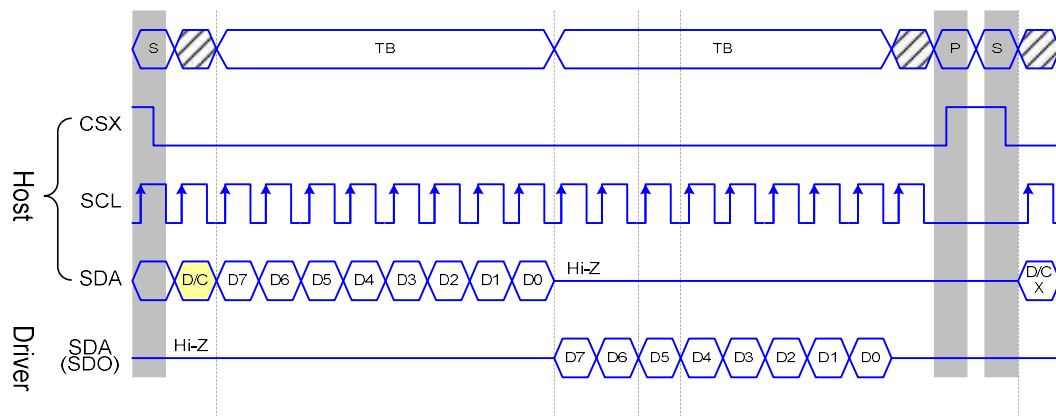 S TB TB P S
CSX
Host
SCL
SDA D/C D7 D6 D5 D4 D3 D2 D1 D0 Hi-Z D/C
X
Driver
SDA Hi-Z
(SDO) D7 D6 D5 D4 D3 D2 D1 D0